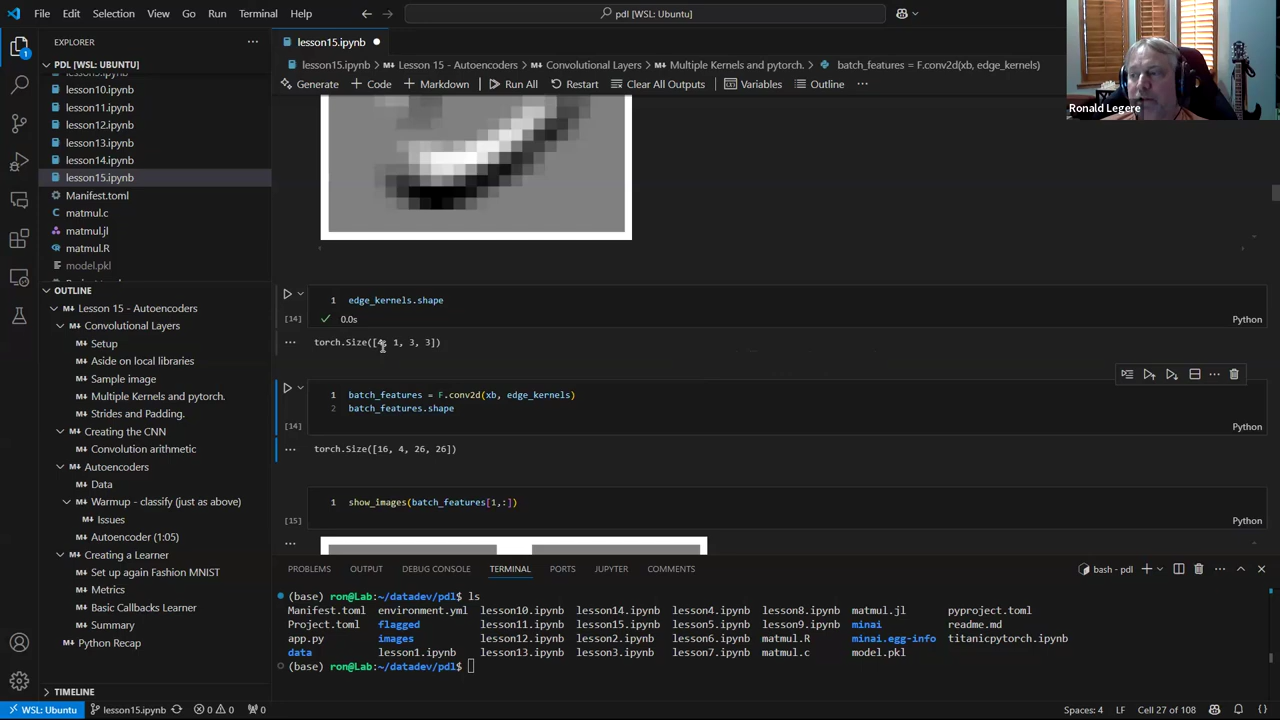 File Edit Selection View Go Run Terminal Help
pdl [WSL: Ubuntu]
EXPLORER
PDL [WSL: UBUNTU]
lesson10.ipynb
lesson11.ipynb
lesson12.ipynb
lesson13.ipynb
lesson14.ipynb
lesson15.ipynb
Manifest.toml
matmul.c
matmul.jl
matmul.R
model.pkl
OUTLINE
Lesson 15 - Autoencoders
Convolutional Layers
Setup
Aside on local libraries
Sample image
Multiple Kernels and pytorch.
Strides and Padding.
Creating the CNN
Convolution arithmetic
Autoencoders
Data
Warmup - classify (just as above)
Issues
Autoencoder (1:05)
Creating a Learner
Set up again Fashion MNIST
Metrics
Basic Callbacks Learner
Summary
Python Recap
TIMELINE
lesson15.ipynb
lesson15.ipynb > Lesson 15 - Autoencoders > Convolutional Layers > Multiple Kernels and pytorch. > batch_features = F.conv2d(xb, edge_kernels)
Generate + Code + Markdown Run All Restart Clear All Outputs Variables Outline ...
Ronald Legere
1 edge_kernels.shape
[14] 0.0s Python
torch.Size([4, 1, 3, 3])
1 batch_features = F.conv2d(xb, edge_kernels)
2 batch_features.shape
[14] Python
torch.Size([16, 4, 26, 26])
1 show_images(batch_features[1,:])
[15] Python
PROBLEMS OUTPUT DEBUG CONSOLE TERMINAL PORTS JUPYTER COMMENTS
bash - pdl
(base) ron@Lab:~/datadev/pdl$ ls
Manifest.toml environment.yml lesson10.ipynb lesson14.ipynb lesson4.ipynb lesson8.ipynb matmul.jl pyproject.toml
Project.toml flagged lesson11.ipynb lesson15.ipynb lesson5.ipynb lesson9.ipynb minai readme.md
app.py images lesson12.ipynb lesson2.ipynb lesson6.ipynb matmul.R minai.egg-info titanicpytorch.ipynb
data lesson1.ipynb lesson13.ipynb lesson3.ipynb lesson7.ipynb matmul.c model.pkl
(base) ron@Lab:~/datadev/pdl$
WSL: Ubuntu lesson15.ipynb 0 0 0 Spaces: 4 LF Cell 27 of 108